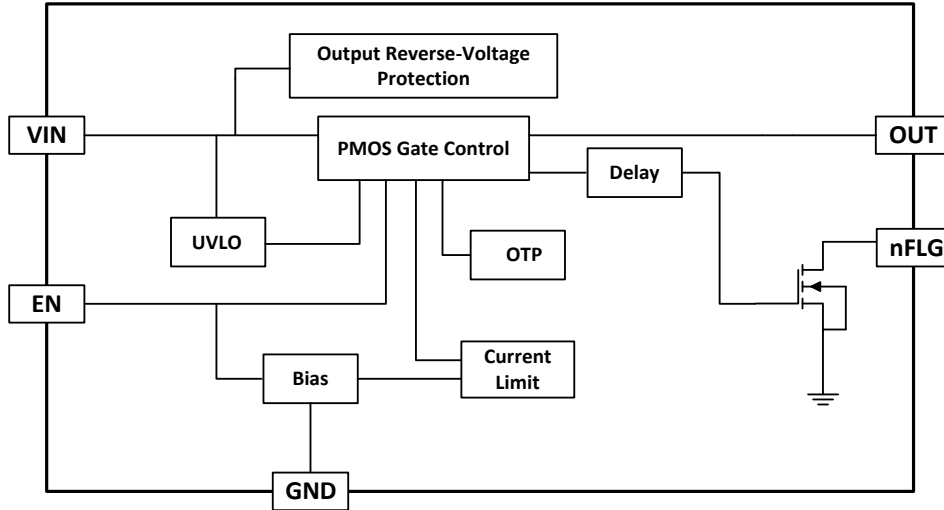 Output Reverse-Voltage
Protection
VIN
PMOS Gate Control
OUT
Delay
UVLO
OTP
nFLG
EN
Bias
Current
Limit
GND